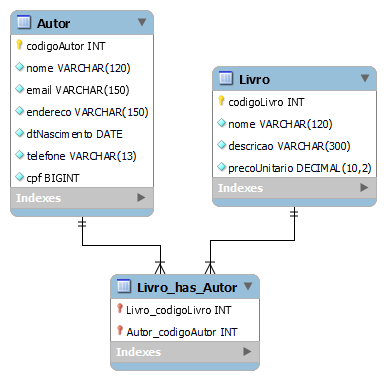 Autor
codigoAutor INT
nome VARCHAR(120)
email VARCHAR(150)
endereco VARCHAR(150)
dtNascimento DATE
telefone VARCHAR(13)
cpf BIGINT
Indexes
Livro
codigoLivro INT
nome VARCHAR(120)
descricao VARCHAR(300)
precoUnitario DECIMAL(10,2)
Indexes
Livro_has_Autor
Livro_codigoLivro INT
Autor_codigoAutor INT
Indexes